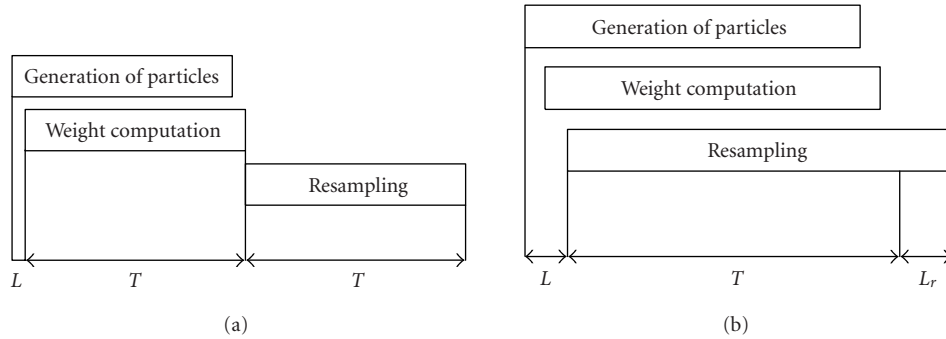 Generation of particles
Weight computation
Resampling
L
T
T
(a)
Generation of particles
Weight computation
Resampling
L
T
Lr
(b)